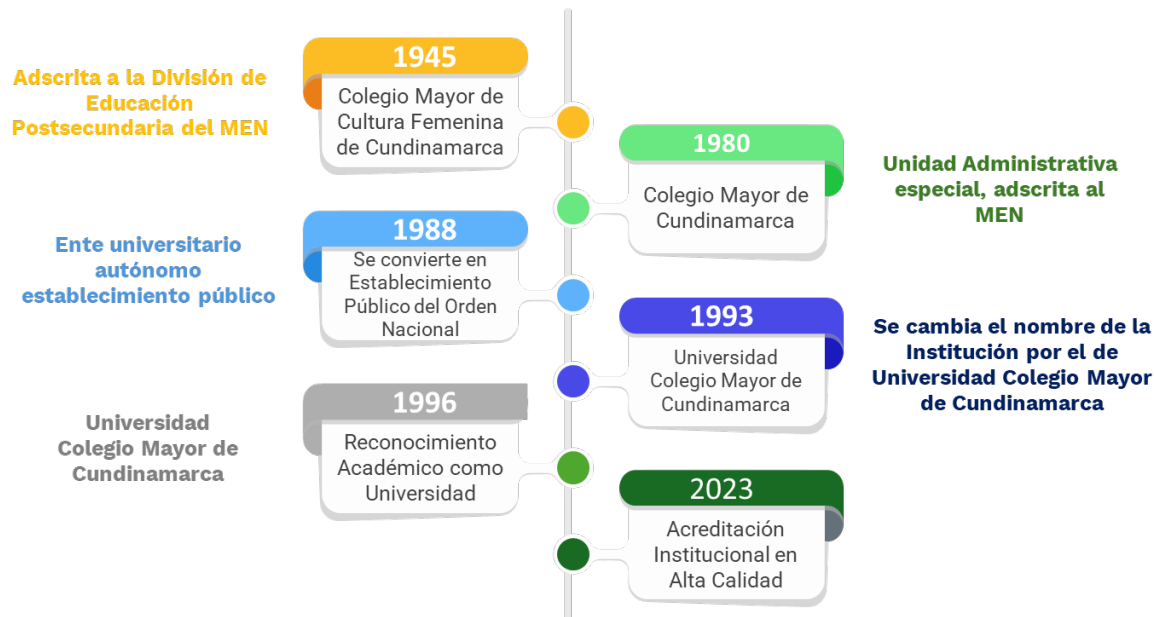 1945
Adscrita a la División de
Educación
Postsecundaria del MEN
Colegio Mayor de
Cultura Femenina
de Cundinamarca
1980
Colegio Mayor de
Cundinamarca
Unidad Administrativa
especial, adscrita al
MEN
1988
Ente universitario
autónomo
establecimiento público
Se convierte en
Establecimiento
Público del Orden
Nacional
1993
Universidad
Colegio Mayor de
Cundinamarca
Se cambia el nombre de la
Institución por el de
Universidad Colegio Mayor
de Cundinamarca
1996
Universidad
Colegio Mayor de
Cundinamarca
Reconocimiento
Académico como
Universidad
2023
Acreditación
Institucional en
Alta Calidad